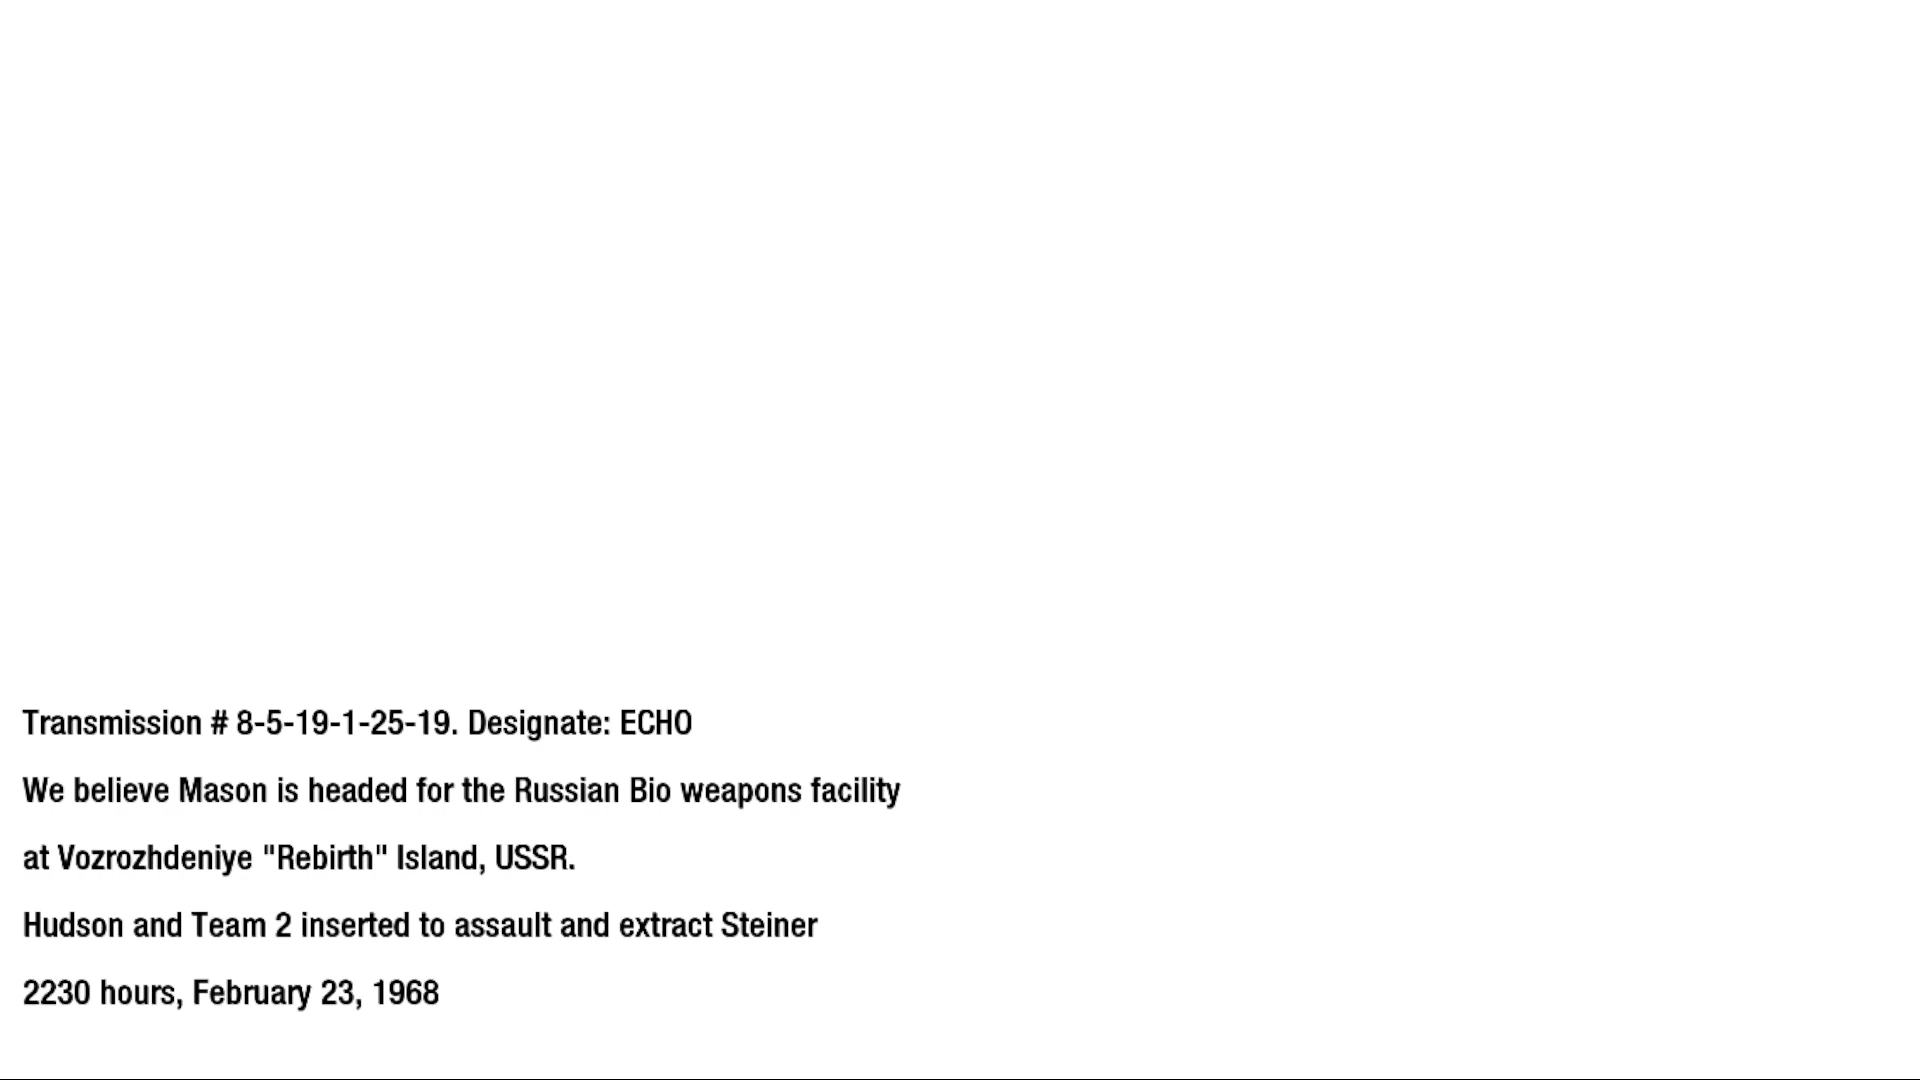 Transmission # 8-5-19-1-25-19. Designate: ECHO
We believe Mason is headed for the Russian Bio weapons facility
at Vozrozhdeniye "Rebirth" Island, USSR.
Hudson and Team 2 inserted to assault and extract Steiner
2230 hours, February 23, 1968